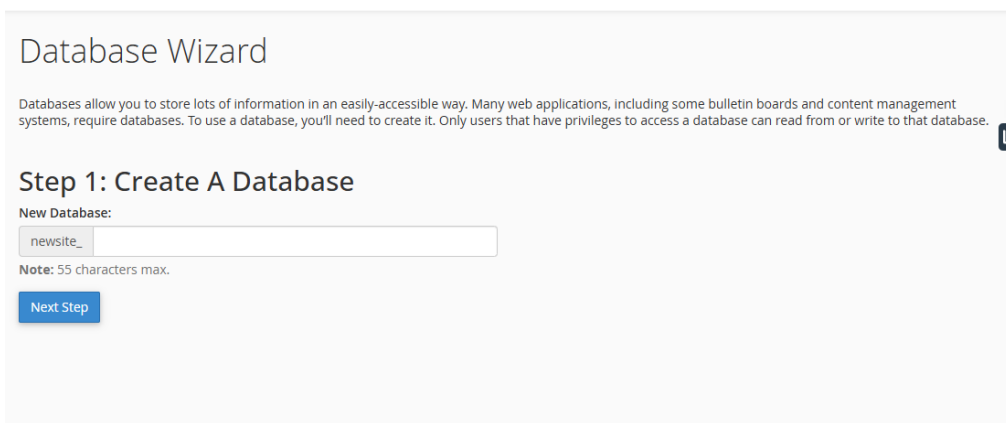 Database Wizard
Databases allow you to store lots of information in an easily-accessible way. Many web applications, including some bulletin boards and content management
systems, require databases. To use a database, you'll need to create it. Only users that have privileges to access a database can read from or write to that database.
Step 1: Create A Database
New Database:
newsite_
Note: 55 characters max.
Next Step